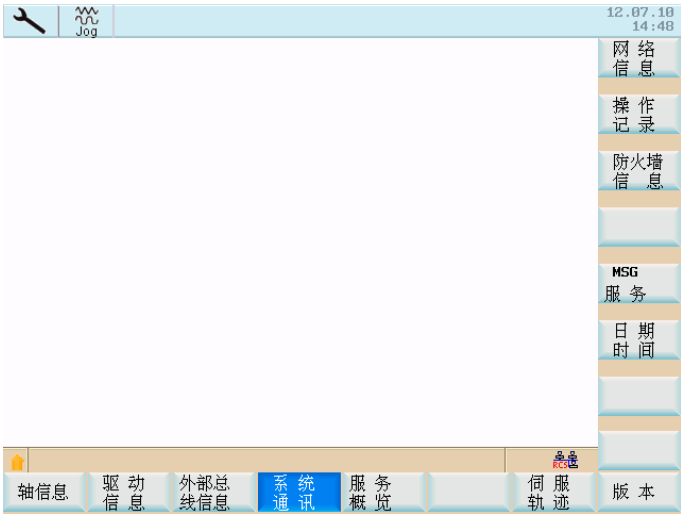 12.07.10
14:48
Jog
网络
信息
操作
记录
防火墙
信息
MSG
服务
日期
时间
RCS
轴信息
驱动
信息
外部总
线信息
系统
通讯
服务
概览
伺服
轨迹
版本